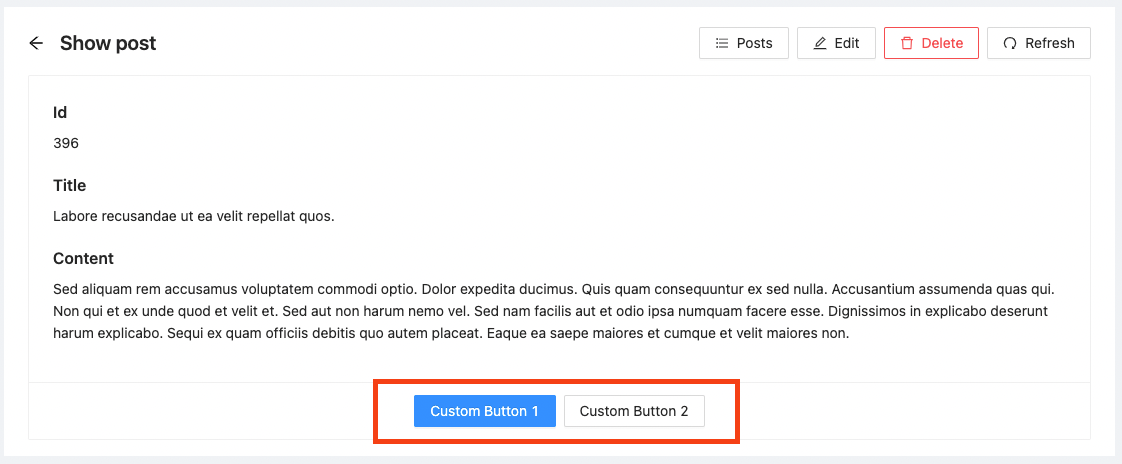 Show post
Posts
Edit
Delete
Refresh
Id
396
Title
Labore recusandae ut ea velit repellat quos.
Content
Sed aliquam rem accusamus voluptatem commodi optio. Dolor expedita ducimus. Quis quam consequuntur ex sed nulla. Accusantium assumenda quas qui.
Non qui et ex unde quod et velit et. Sed aut non harum nemo vel. Sed nam facilis aut et odio ipsa numquam facere esse. Dignissimos in explicabo deserunt
harum explicabo. Sequi ex quam officiis debitis quo autem placeat. Eaque ea saepe maiores et cumque et velit maiores non.
Custom Button 1
Custom Button 2